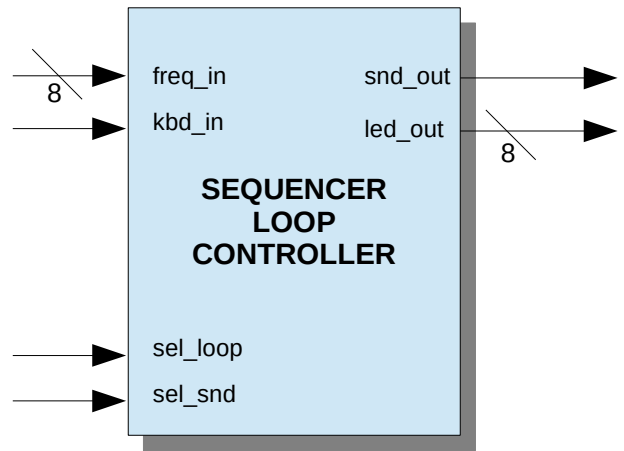 freq_in
snd_out
8
kbd_in
led_out
8
SEQUENCER
LOOP
CONTROLLER
sel_loop
sel_snd